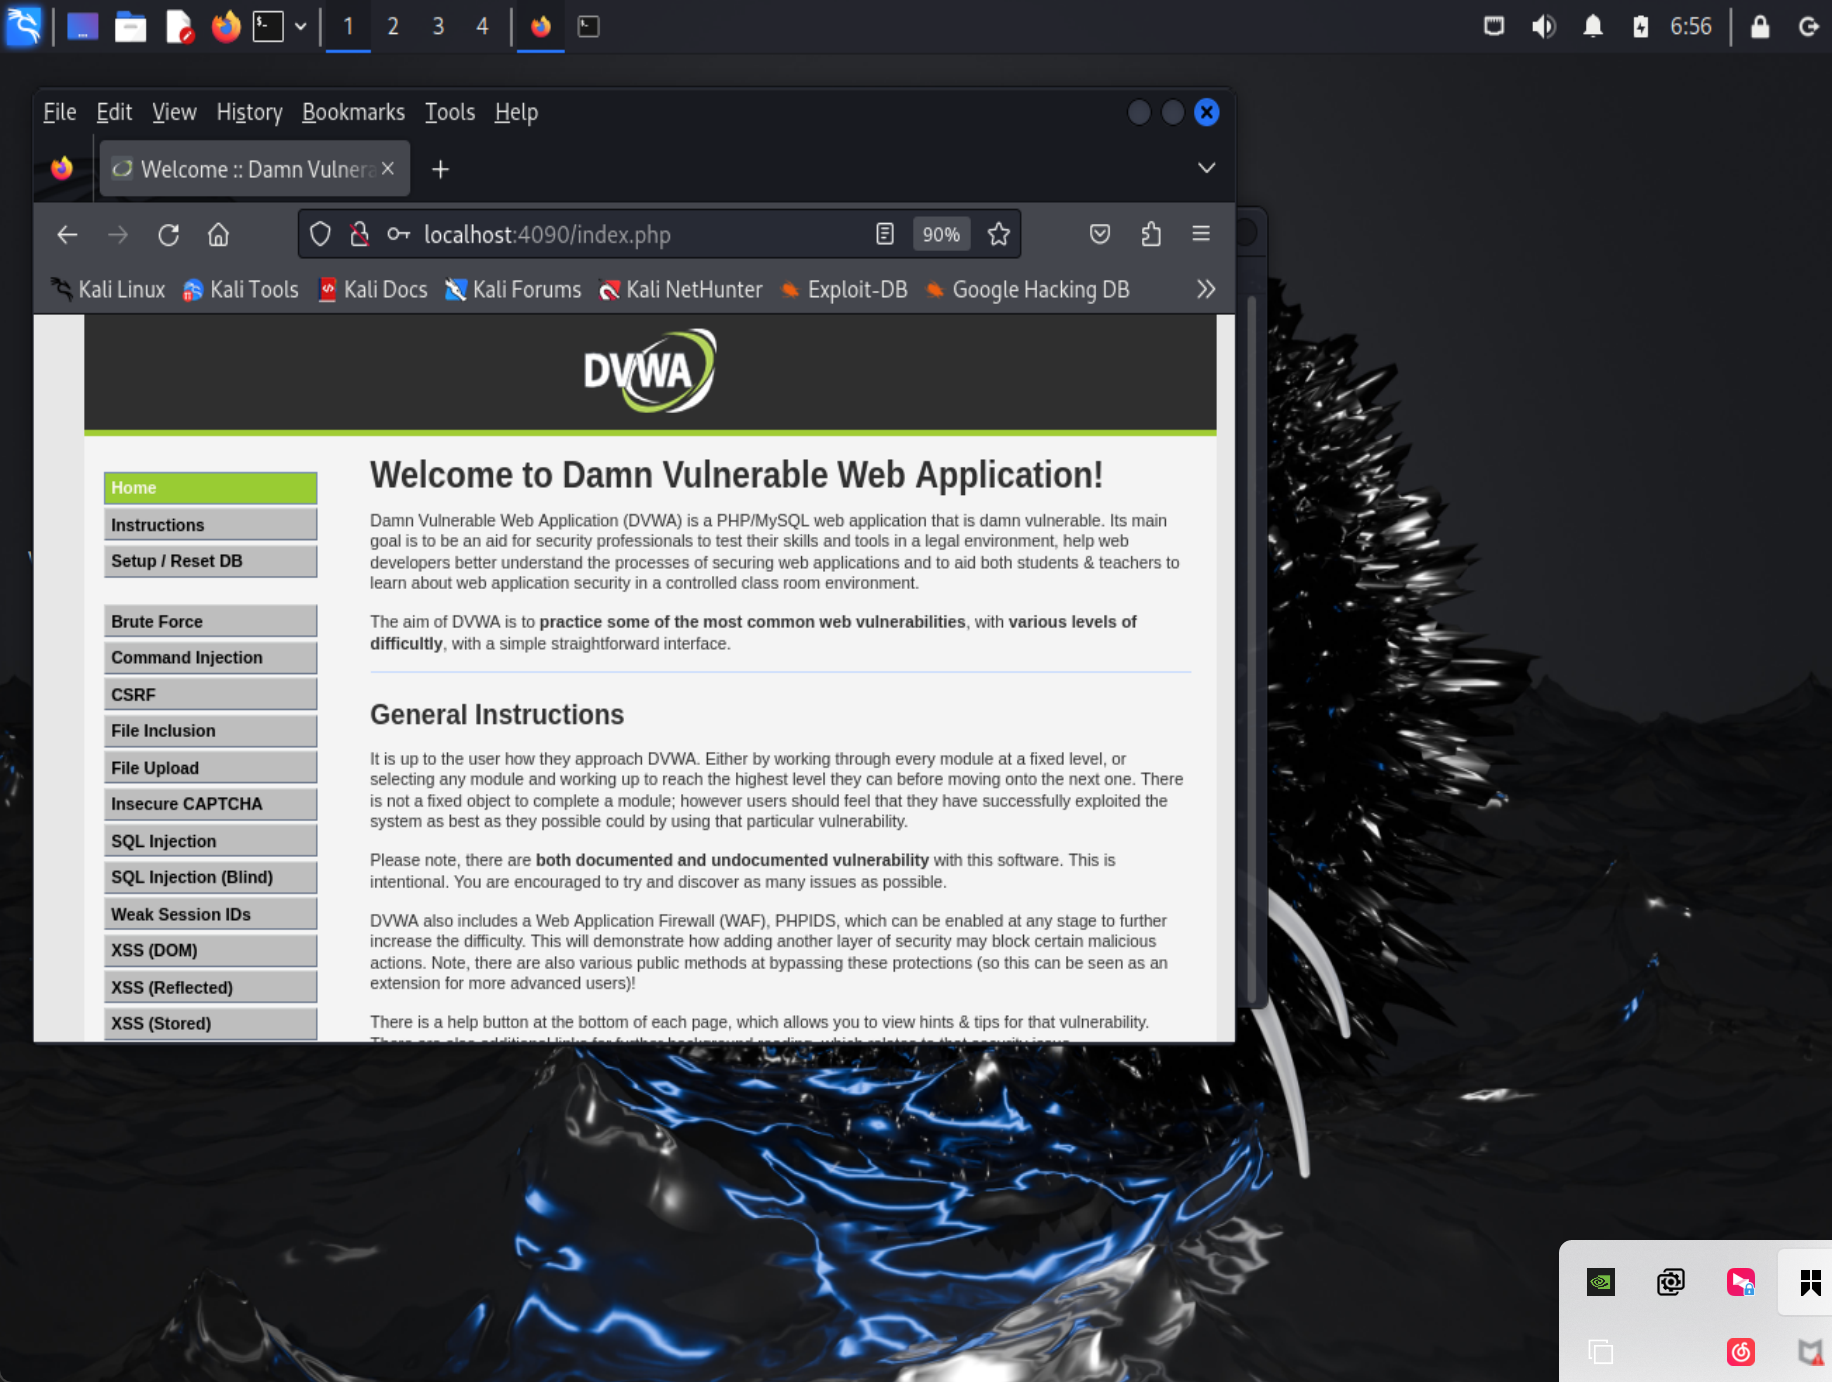 1 2 3 4
6:56
File Edit View History Bookmarks Tools Help
Welcome :: Damn Vulnera
localhost:4090/index.php
90%
Kali Linux Kali Tools Kali Docs Kali Forums Kali NetHunter Exploit-DB Google Hacking DB
DVWA
Home
Instructions
Setup / Reset DB
Brute Force
Command Injection
CSRF
File Inclusion
File Upload
Insecure CAPTCHA
SQL Injection
SQL Injection (Blind)
Weak Session IDs
XSS (DOM)
XSS (Reflected)
XSS (Stored)
Welcome to Damn Vulnerable Web Application!
Damn Vulnerable Web Application (DVWA) is a PHP/MySQL web application that is damn vulnerable. Its main
goal is to be an aid for security professionals to test their skills and tools in a legal environment, help web
developers better understand the processes of securing web applications and to aid both students & teachers to
learn about web application security in a controlled class room environment.
The aim of DVWA is to practice some of the most common web vulnerabilities, with various levels of
difficultly, with a simple straightforward interface.
General Instructions
It is up to the user how they approach DVWA. Either by working through every module at a fixed level, or
selecting any module and working up to reach the highest level they can before moving onto the next one. There
is not a fixed object to complete a module; however users should feel that they have successfully exploited the
system as best as they possible could by using that particular vulnerability.
Please note, there are both documented and undocumented vulnerability with this software. This is
intentional. You are encouraged to try and discover as many issues as possible.
DVWA also includes a Web Application Firewall (WAF), PHPIDS, which can be enabled at any stage to further
increase the difficulty. This will demonstrate how adding another layer of security may block certain malicious
actions. Note, there are also various public methods at bypassing these protections (so this can be seen as an
extension for more advanced users)!
There is a help button at the bottom of each page, which allows you to view hints & tips for that vulnerability.
There are also additional links for further background reading, which relates to that security issue.